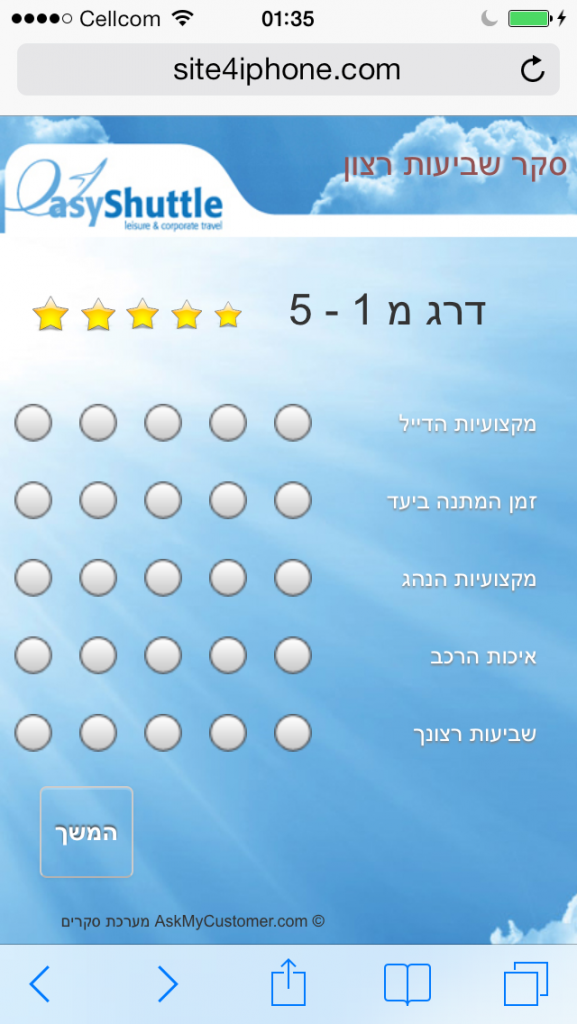 Cellcom 01:35
site4iphone.com
סקר שביעות רצון
EasyShuttle
leisure & corporate travel
דרג מ 1 - 5
מקצועיות הדייל
זמן המתנה ביעד
מקצועיות הנהג
איכות הרכב
שביעות רצונך
המשך
© AskMyCustomer.com מערכת סקרים